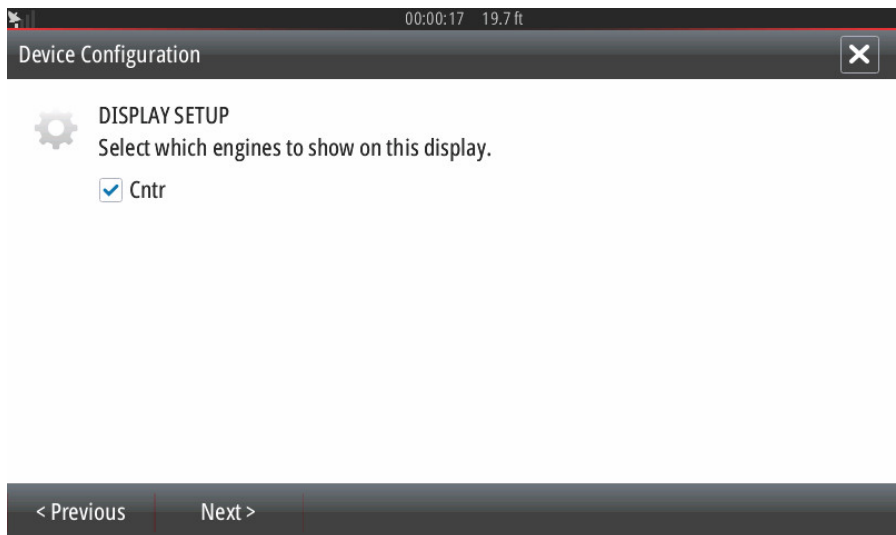 00:00:17 19.7 ft
Device Configuration
DISPLAY SETUP
Select which engines to show on this display.
Cntr
< Previous Next >